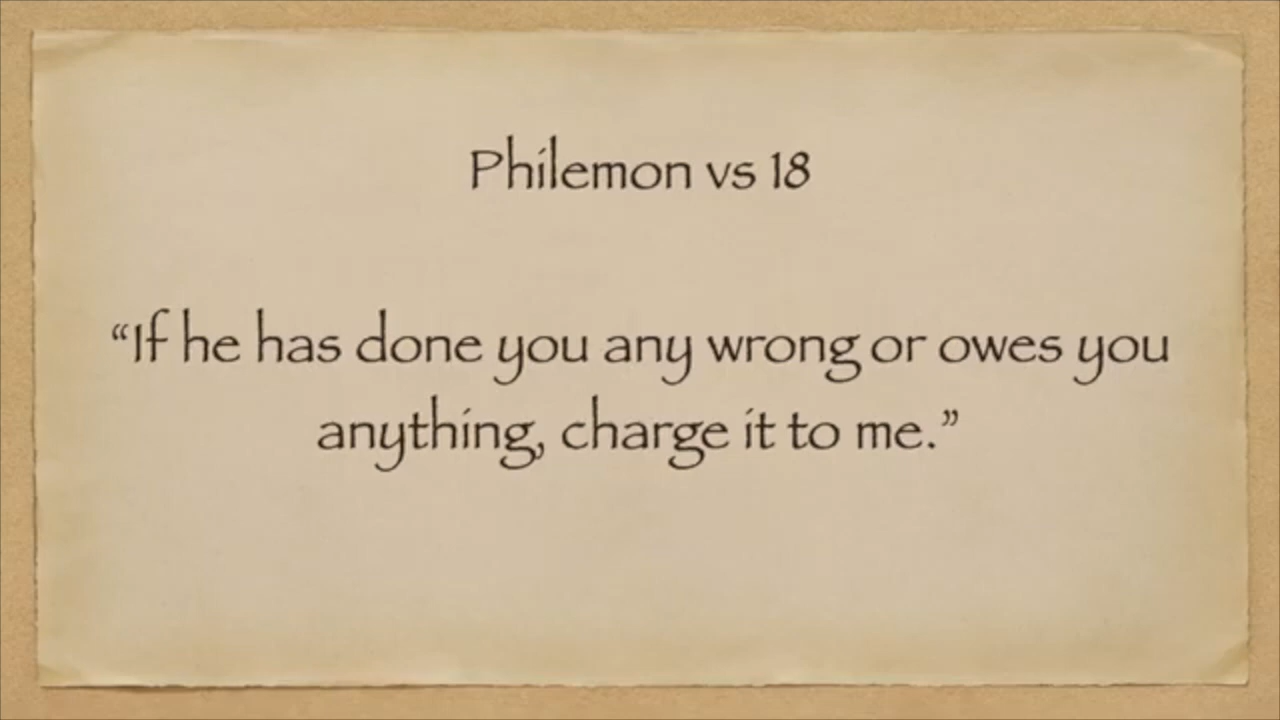 Philemon vs 18
“If he has done you any wrong or owes you
anything, charge it to me.”